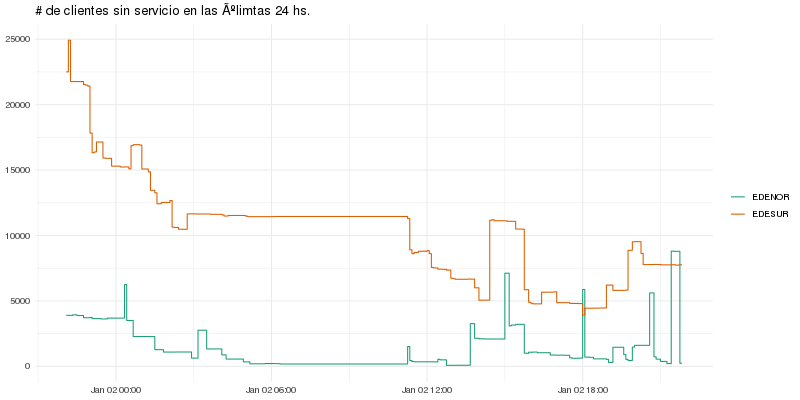 # de clientes sin servicio en las Ãºlimtas 24 hs.
25000
20000
15000
10000
5000
0
Jan 02 00:00
Jan 02 06:00
Jan 02 12:00
Jan 02 18:00
EDENOR
EDESUR